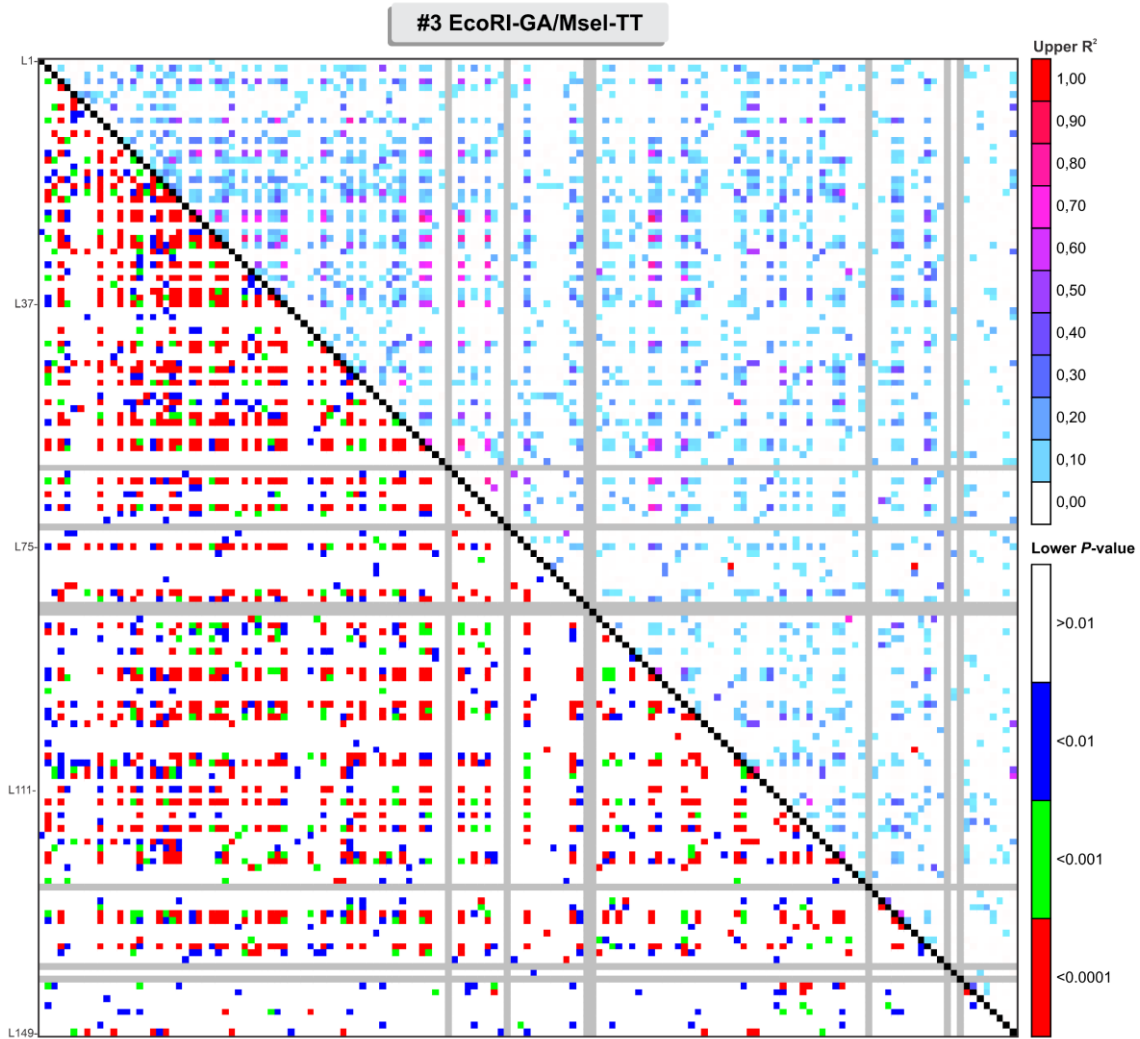 #3 EcoRI-GA/MseI-TT
Upper R²
L1
1,00
0,90
0,80
0,70
0,60
L37
0,50
0,40
0,30
0,20
0,10
0,00
L75
Lower P-value
>0.01
<0.01
L111
<0.001
<0.0001
L149